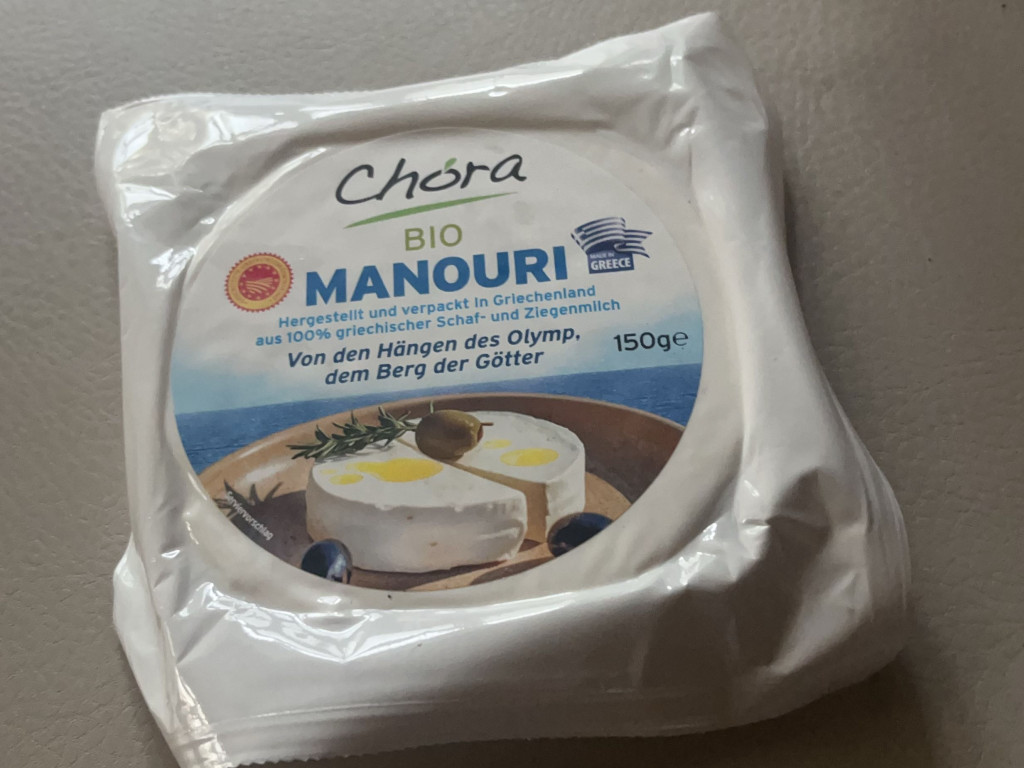 Chóra
BIO
MANOURI
MADE IN
GREECE
Hergestellt und verpackt in Griechenland
aus 100% griechischer Schaf- und Ziegenmilch
Von den Hängen des Olymp,
dem Berg der Götter
150g℮
Serviervorschlag